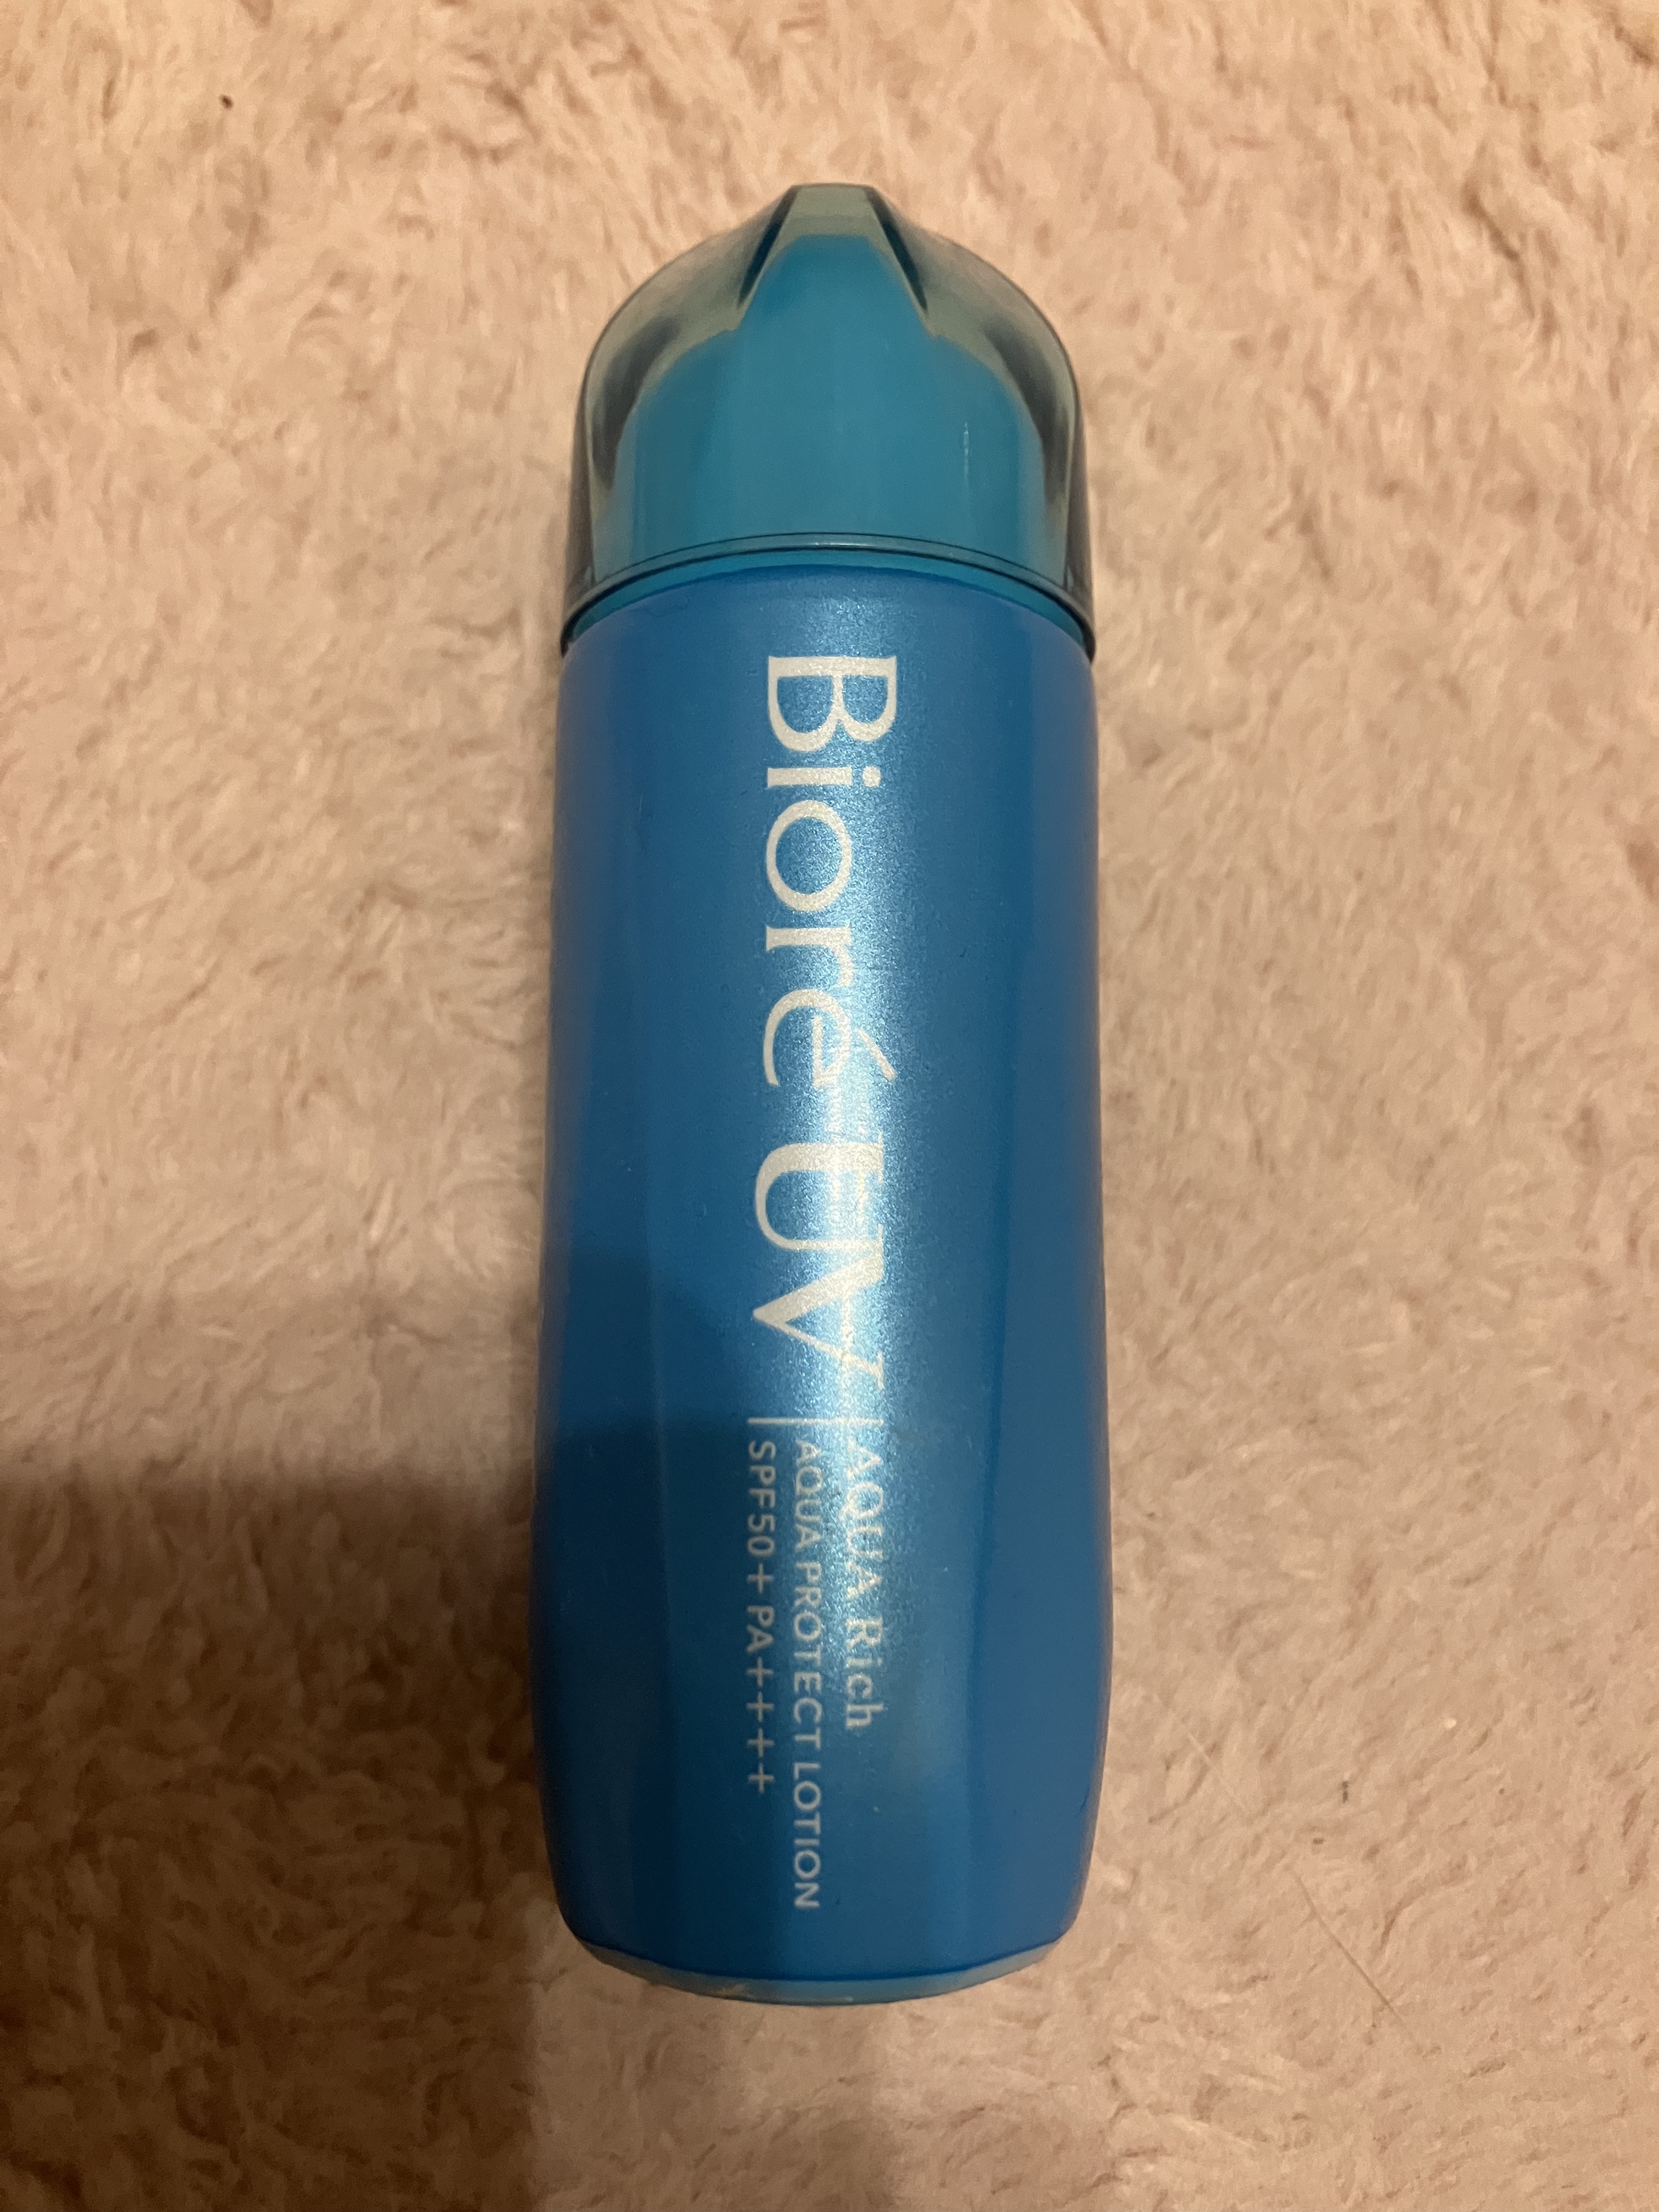 Bioré UV
AQUA Rich
AQUA PROTECT LOTION
SPF50+ PA++++